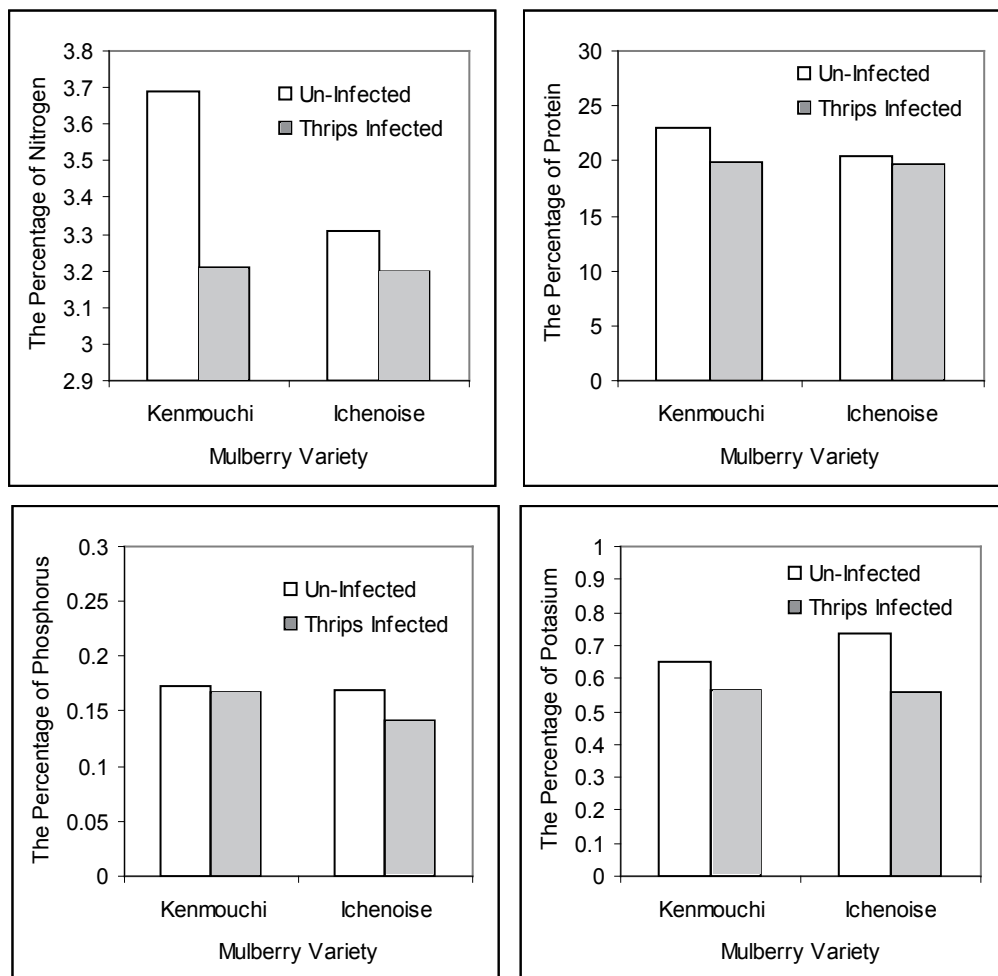 The Percentage of Nitrogen
3.8
3.7
3.6
3.5
3.4
3.3
3.2
3.1
3
2.9
Un-Infected
Thrips Infected
Kenmouchi
Ichenoise
Mulberry Variety
The Percentage of Protein
30
25
20
15
10
5
0
Un-Infected
Thrips Infected
Kenmouchi
Ichenoise
Mulberry Variety
The Percentage of Phosphorus
0.3
0.25
0.2
0.15
0.1
0.05
0
Un-Infected
Thrips Infected
Kenmouchi
Ichenoise
Mulberry Variety
The Percentage of Potasium
1
0.9
0.8
0.7
0.6
0.5
0.4
0.3
0.2
0.1
0
Un-Infected
Thrips Infected
Kenmouchi
Ichenoise
Mulberry Variety